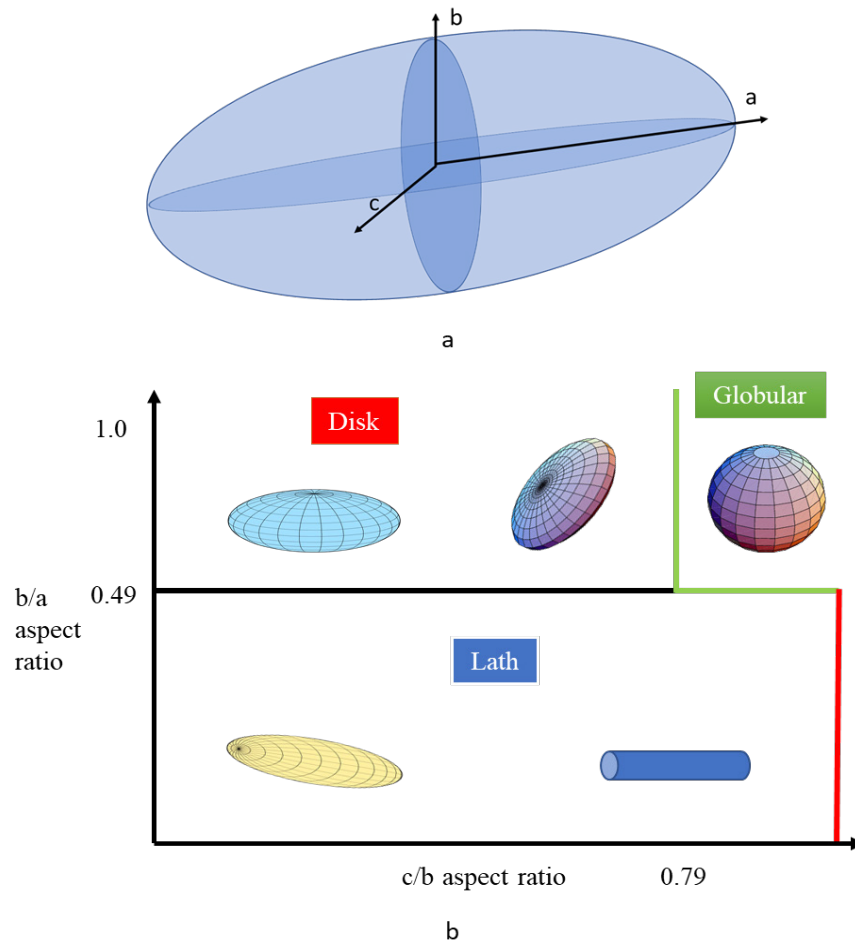 b
a
c
a
Globular
Disk
1.0
b/a
aspect
ratio
0.49
Lath
c/b aspect ratio
0.79
b